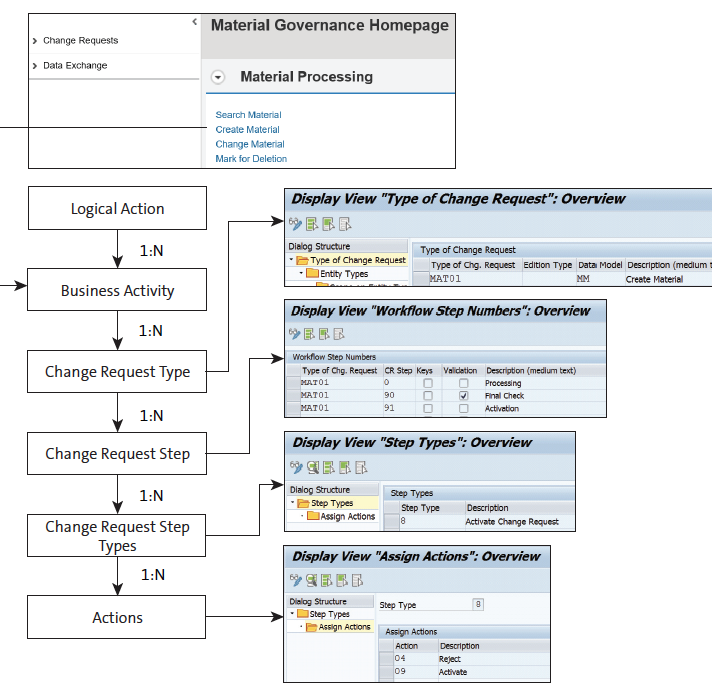 Material Governance Homepage
Change Requests
Data Exchange
Material Processing
Search Material
Create Material
Change Material
Mark for Deletion
Logical Action
1:N
Business Activity
1:N
Change Request Type
1:N
Change Request Step
1:N
Change Request Step
Types
1:N
Actions
Display View "Type of Change Request": Overview
Dialog Structure
Type of Change Request
Entity Types
Type of Change Request
Type of Chg. Request Edition Type Data Model Description (medium
MAT01 MM Create Material
Display View "Workflow Step Numbers": Overview
Workflow Step Numbers
Type of Chg. Request CR Step Keys Validation Description (medium text)
MAT01 0 Processing
MAT01 90 Final Check
MAT01 91 Activation
Display View "Step Types": Overview
Dialog Structure
Step Types
Assign Actions
Step Types
Step Type Description
8 Activate Change Request
Display View "Assign Actions": Overview
Dialog Structure
Step Types
Assign Actions
Step Type 8
Assign Actions
Action Description
04 Reject
09 Activate